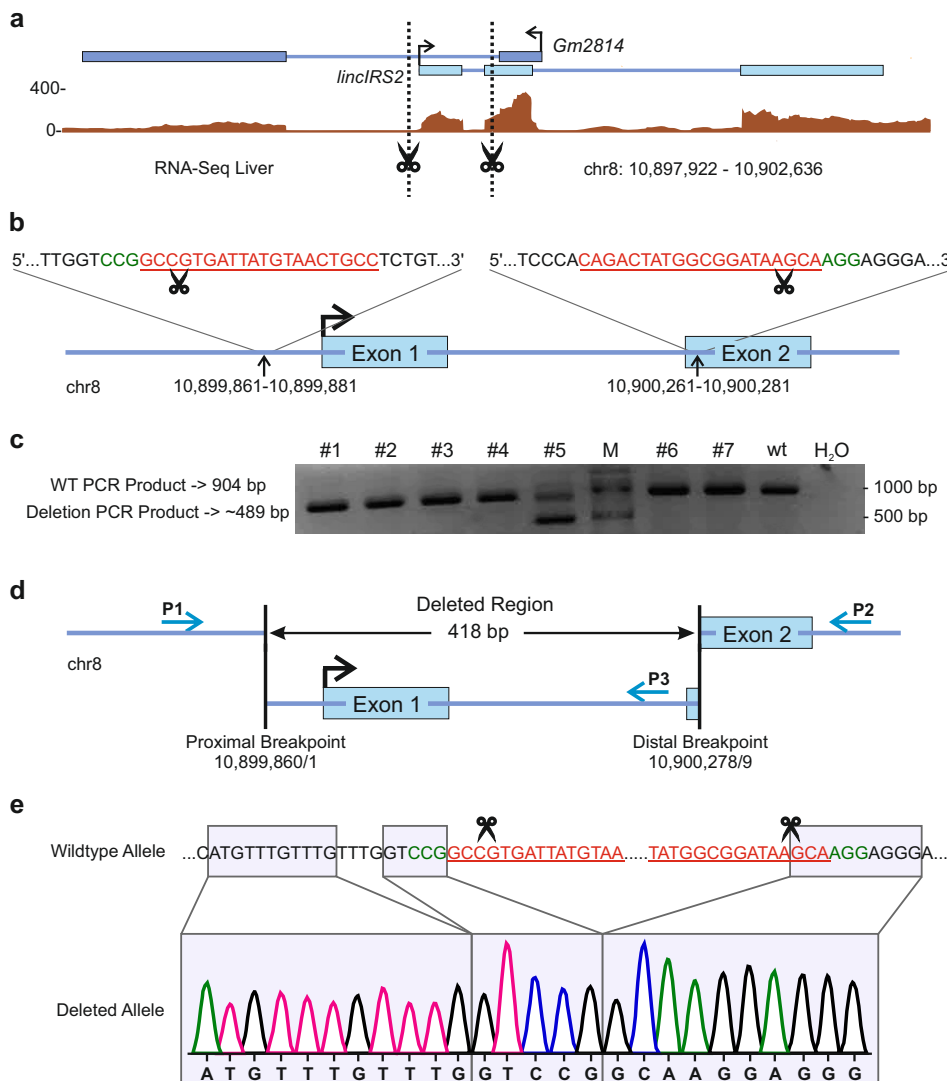 a
Gm2814
lincIRS2
400-
0-
RNA-Seq Liver
chr8: 10,897,922 - 10,902,636
b
5'...TTGGTCCGGCCGTGATTATGTAACTGCCTCTGT...3'
5'...TCCCACAGACTATGGCGGATAAGCAAGGAGGGA...3'
Exon 1
Exon 2
chr8
10,899,861-10,899,881
10,900,261-10,900,281
c
#1 #2 #3 #4 #5 M #6 #7 wt H₂O
WT PCR Product -> 904 bp
- 1000 bp
Deletion PCR Product -> ~489 bp
- 500 bp
d
P1
Deleted Region
418 bp
P2
Exon 2
chr8
P3
Exon 1
Proximal Breakpoint
10,899,860/1
Distal Breakpoint
10,900,278/9
e
Wildtype Allele
...CATGTTTGTTTGTTTGGTCCGGCCGTGATTATGTAA.....TATGGCGGATAAGCAAGGAGGGA...
Deleted Allele
A T G T T T G T T T G G T C C G G C A A G G A G G G